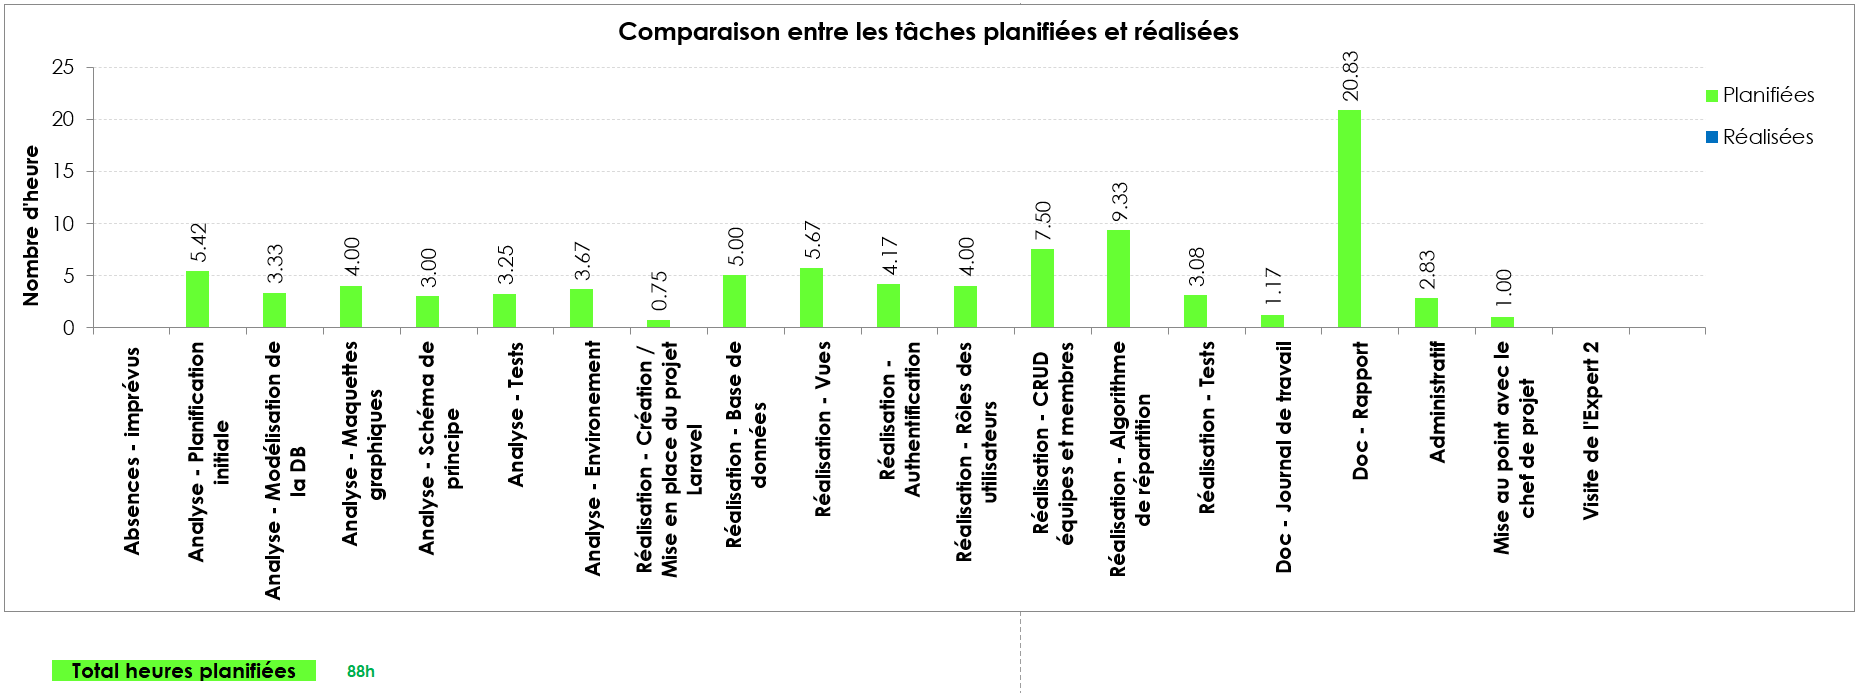 Comparaison entre les tâches planifiées et réalisées
Nombre d'heure
25
20
15
10
5
0
5.42
3.33
4.00
3.00
3.25
3.67
0.75
5.00
5.67
4.17
4.00
7.50
9.33
3.08
1.17
20.83
2.83
1.00
Planifiées
Réalisées
Absences - imprévus
Analyse - Planification
initiale
Analyse - Modélisation de
la DB
Analyse - Maquettes
graphiques
Analyse - Schéma de
principe
Analyse - Tests
Analyse - Environement
Réalisation - Création /
Mise en place du projet
Laravel
Réalisation - Base de
données
Réalisation - Vues
Réalisation -
Authentification
Réalisation - Rôles des
utilisateurs
Réalisation - CRUD
équipes et membres
Réalisation - Algorithme
de répartition
Réalisation - Tests
Doc - Journal de travail
Doc - Rapport
Administratif
Mise au point avec le
chef de projet
Visite de l'Expert 2
Total heures planifiées 88h